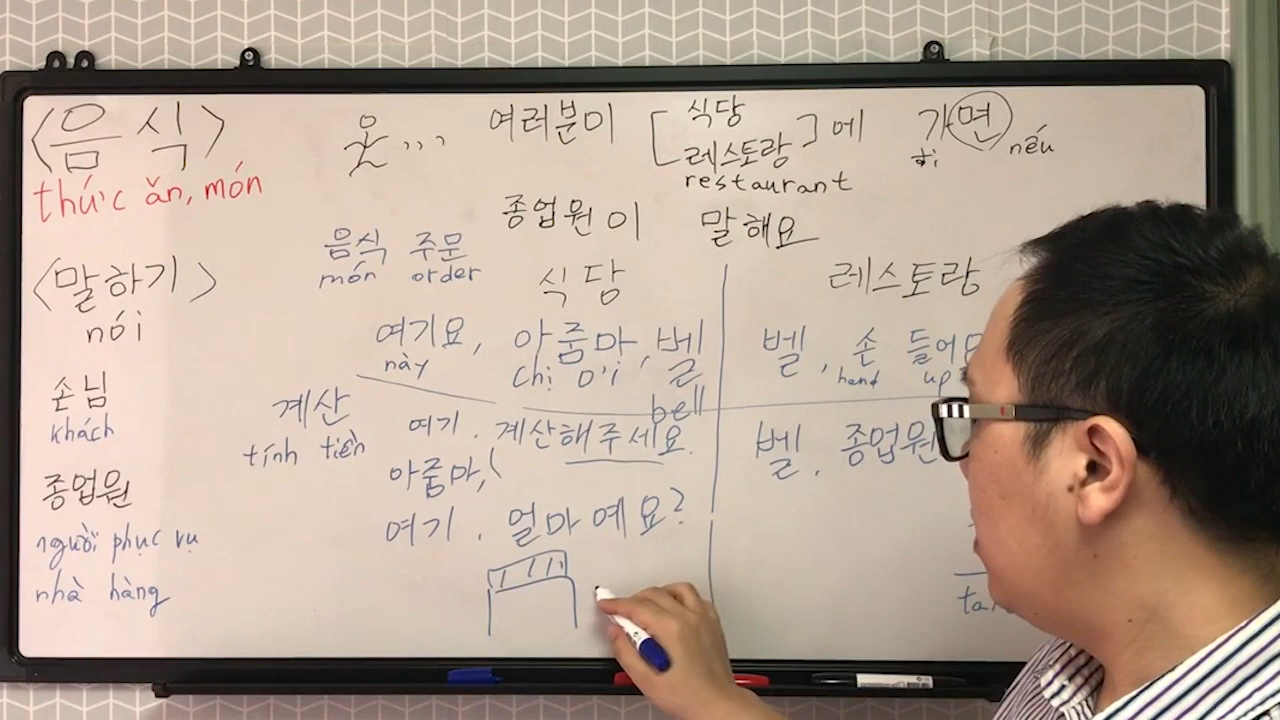 <음식>
thức ăn, món
옷...
여러분이 [식당 레스토랑]에 가면
restaurant
đi
nếu
종업원이 말해요
음식 주문
món order
<말하기>
nói
손님
khách
종업원
người phục vụ
nhà hàng
식당
여기요, 아줌마, 벨
này chị ơi bell
계산
tính tiền
여기. 계산해주세요.
아줌마,
여기. 얼마예요?
레스토랑
벨, 손 들어
hand up
벨. 종업원